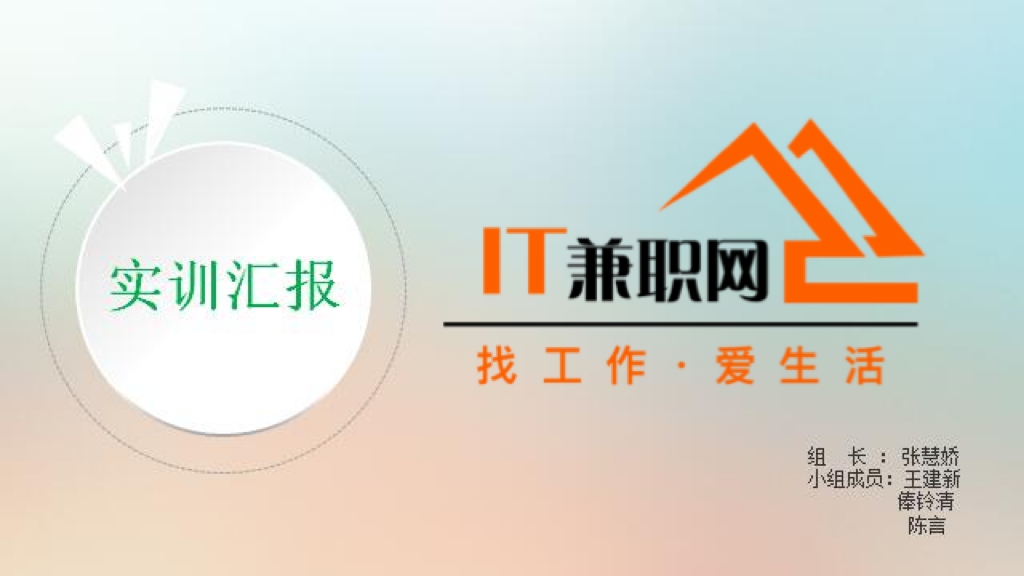 实训汇报
IT兼职网
找工作·爱生活
组 长 : 张慧娇
小组成员: 王建新
俸铃清
陈言